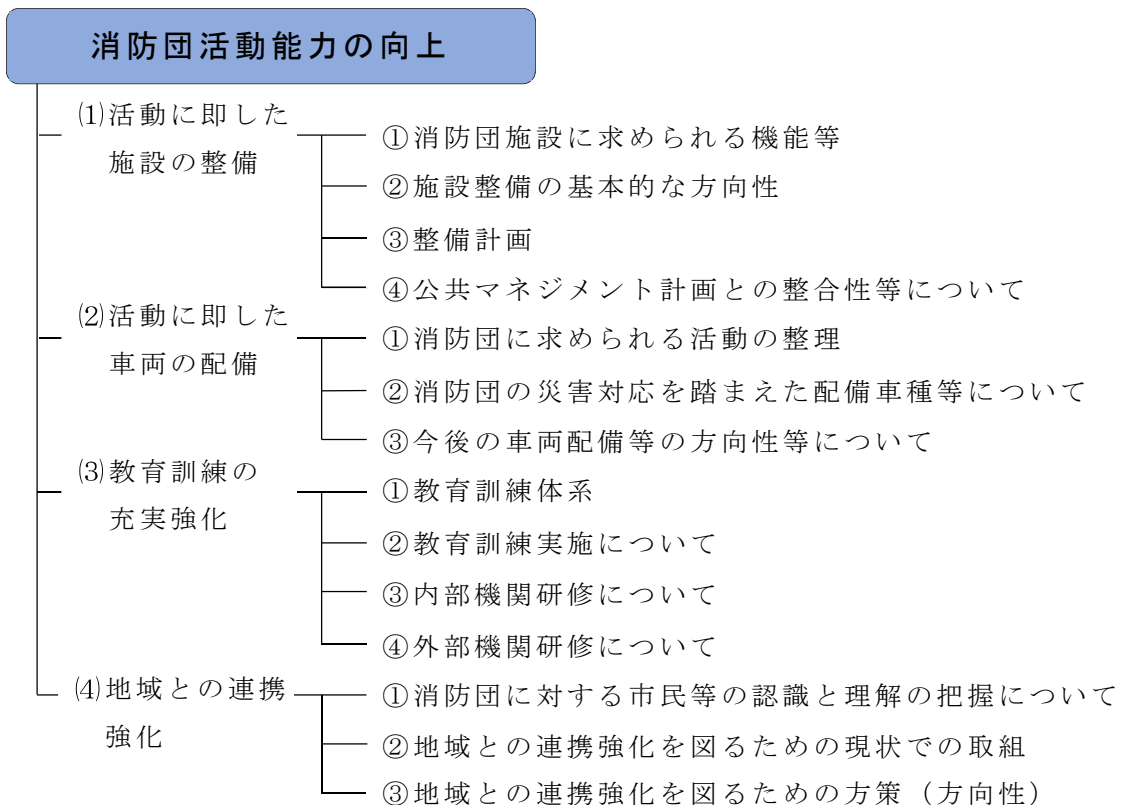 消防団活動能力の向上
⑴活動に即した
施設の整備
①消防団施設に求められる機能等
②施設整備の基本的な方向性
③整備計画
④公共マネジメント計画との整合性等について
⑵活動に即した
車両の配備
①消防団に求められる活動の整理
②消防団の災害対応を踏まえた配備車種等について
③今後の車両配備等の方向性等について
⑶教育訓練の
充実強化
①教育訓練体系
②教育訓練実施について
③内部機関研修について
④外部機関研修について
⑷地域との連携
強化
①消防団に対する市民等の認識と理解の把握について
②地域との連携強化を図るための現状での取組
③地域との連携強化を図るための方策（方向性）